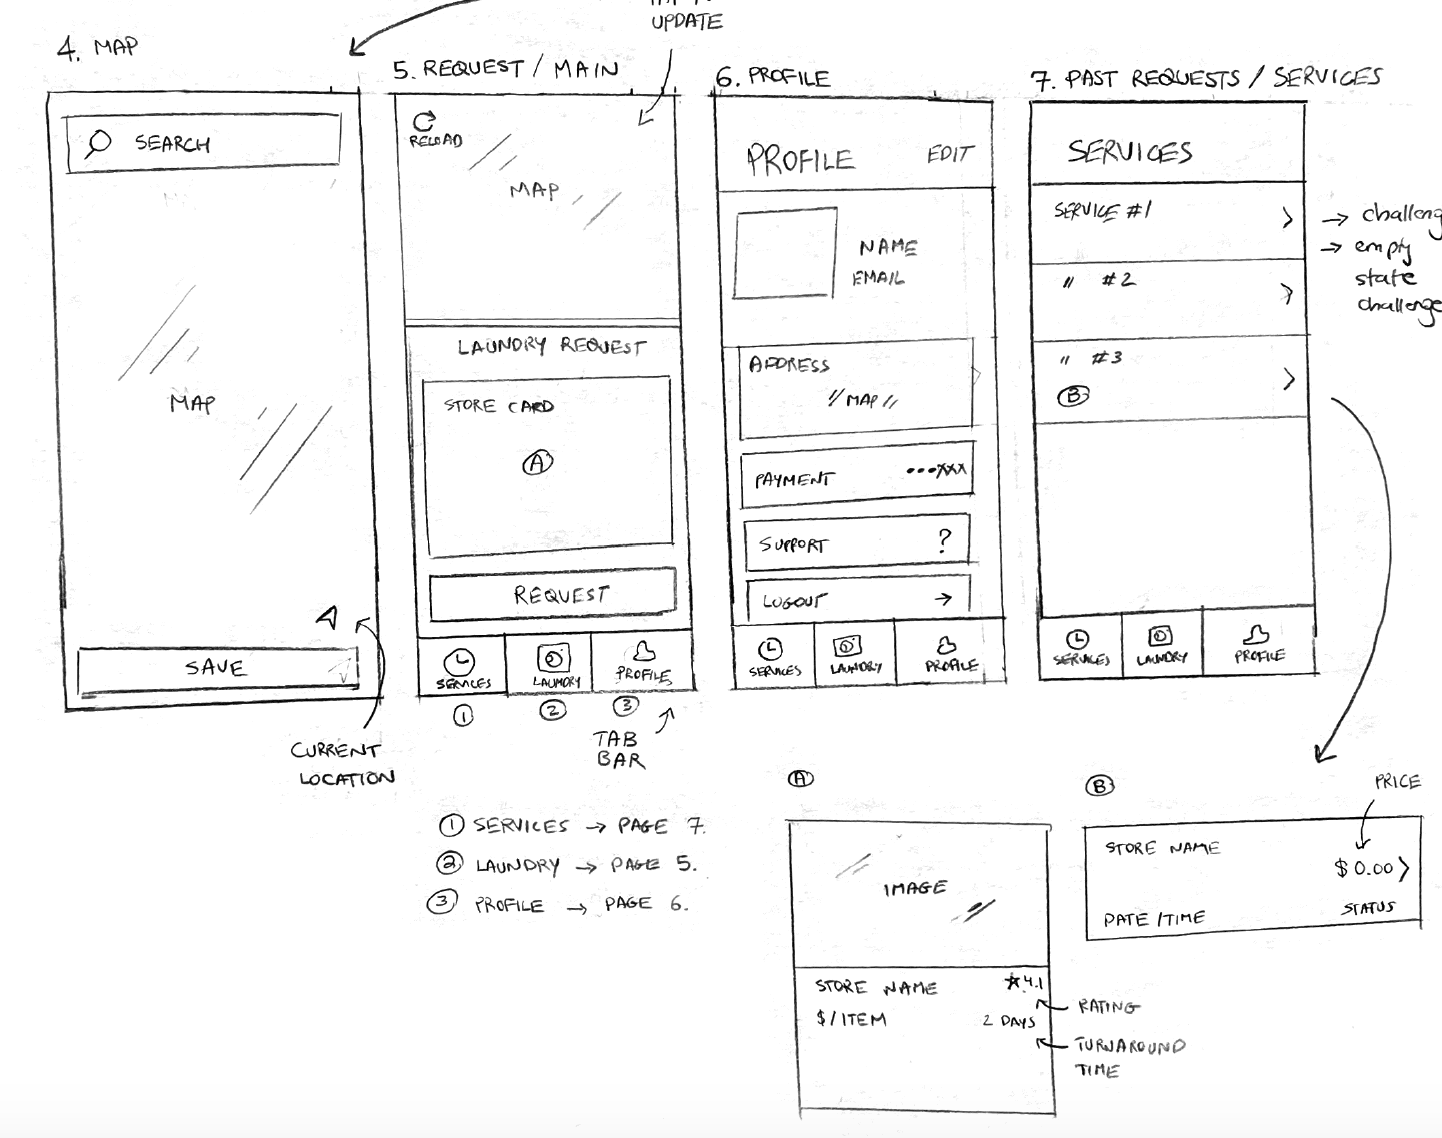 UPDATE
4. MAP
SEARCH
MAP
SAVE
CURRENT
LOCATION
5. REQUEST / MAIN
RELOAD
MAP
LAUNDRY REQUEST
STORE CARD
A
REQUEST
SERVICES
LAUNDRY
PROFILE
1
2
3
TAB
BAR
1 SERVICES → PAGE 7.
2 LAUNDRY → PAGE 5.
3 PROFILE → PAGE 6.
6. PROFILE
PROFILE EDIT
NAME
EMAIL
ADDRESS
// MAP //
PAYMENT •••XXX
SUPPORT ?
LOGOUT →
SERVICES
LAUNDRY
PROFILE
7. PAST REQUESTS / SERVICES
SERVICES
SERVICE #1 >
" #2 >
" #3 >
B
→ challeng
→ empty
state
challenge
SERVICES
LAUNDRY
PROFILE
A
IMAGE
STORE NAME ★4.1
$/ITEM 2 DAYS
RATING
TURNAROUND
TIME
B
PRICE
STORE NAME
$0.00 >
DATE/TIME STATUS